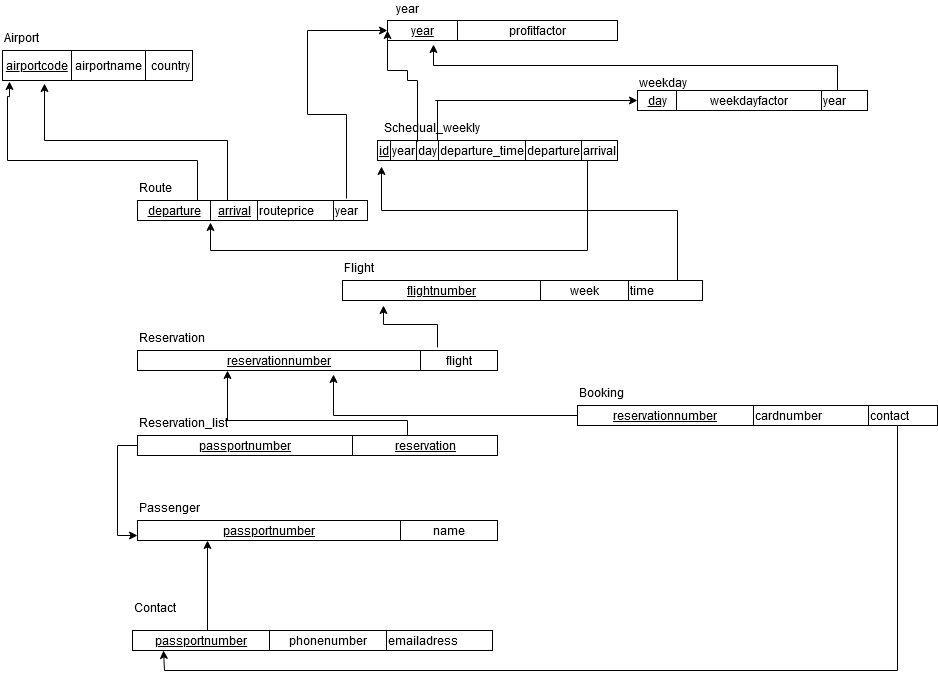 year
year profitfactor
Airport
airportcode airportname country
weekday
day weekdayfactor year
Schedual_weekly
id year day departure_time departure arrival
Route
departure arrival routeprice year
Flight
flightnumber week time
Reservation
reservationnumber flight
Booking
reservationnumber cardnumber contact
Reservation_list
passportnumber reservation
Passenger
passportnumber name
Contact
passportnumber phonenumber emailadress